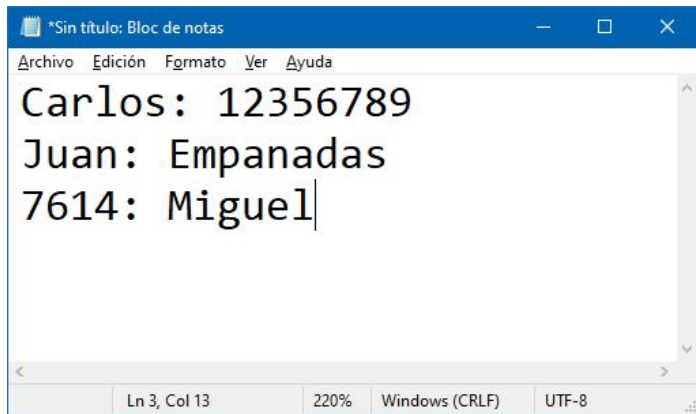 *Sin título: Bloc de notas
Archivo Edición Formato Ver Ayuda
Carlos: 12356789
Juan: Empanadas
7614: Miguel
Ln 3, Col 13 220% Windows (CRLF) UTF-8